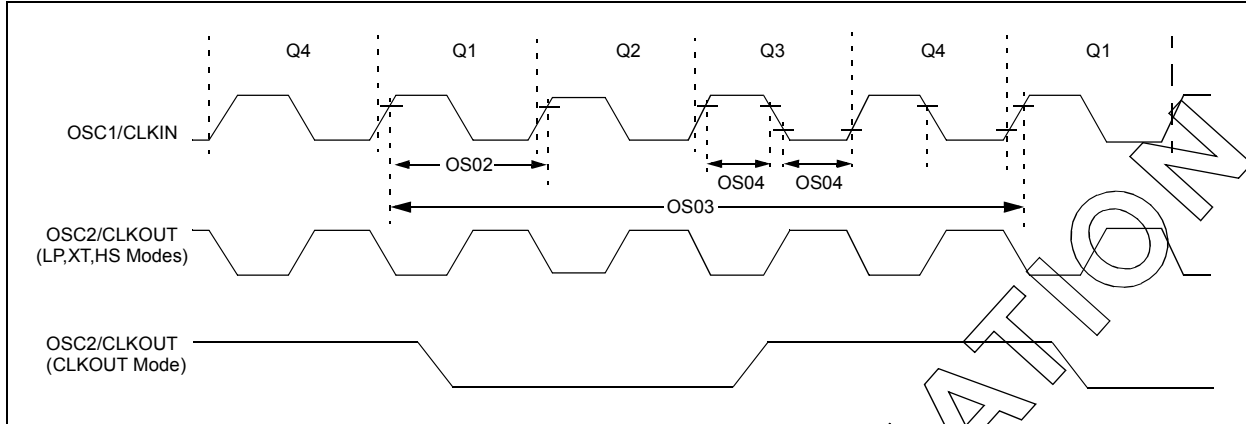 Q4 Q1 Q2 Q3 Q4 Q1
OSC1/CLKIN
OS02
OS04 OS04
OS03
OSC2/CLKOUT
(LP,XT,HS Modes)
OSC2/CLKOUT
(CLKOUT Mode)
ATION